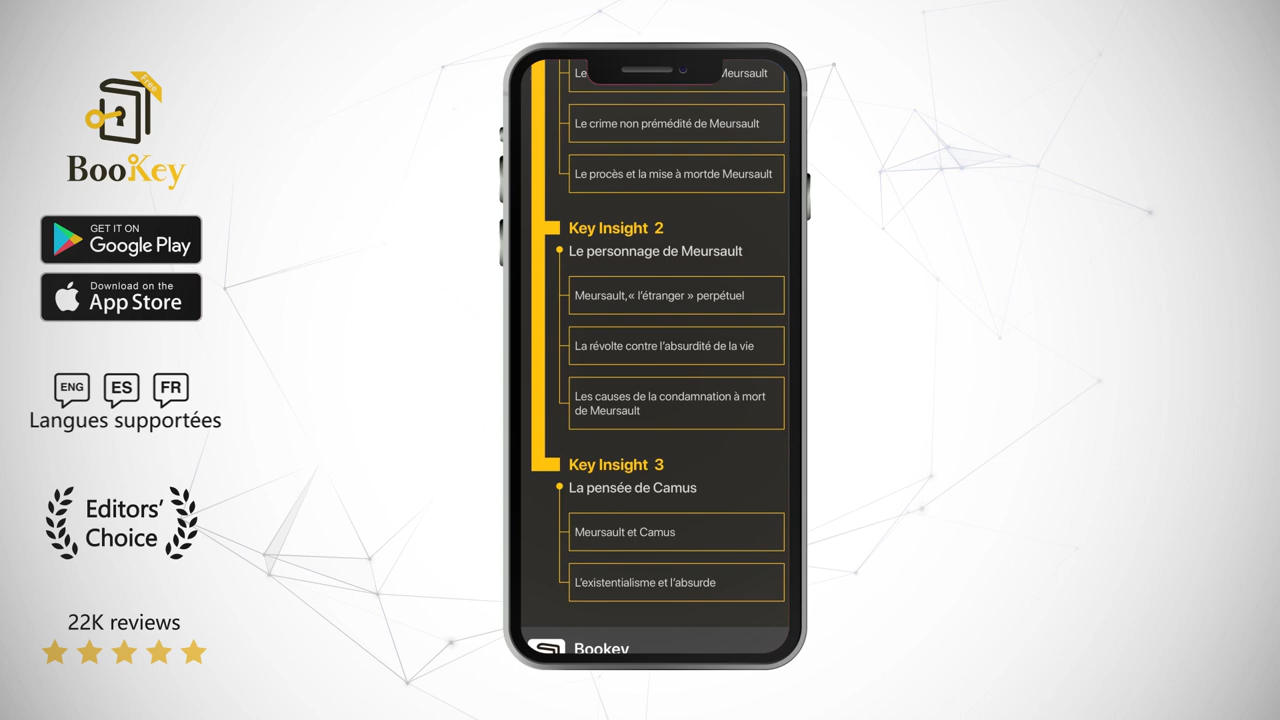 Free
BooKey
GET IT ON
Google Play
Download on the
App Store
ENG ES FR
Langues supportées
Editors'
Choice
22K reviews
Le Meursault
Le crime non prémédité de Meursault
Le procès et la mise à mortde Meursault
Key Insight 2
Le personnage de Meursault
Meursault,« l'étranger » perpétuel
La révolte contre l'absurdité de la vie
Les causes de la condamnation à mort
de Meursault
Key Insight 3
La pensée de Camus
Meursault et Camus
L'existentialisme et l'absurde
Bookey